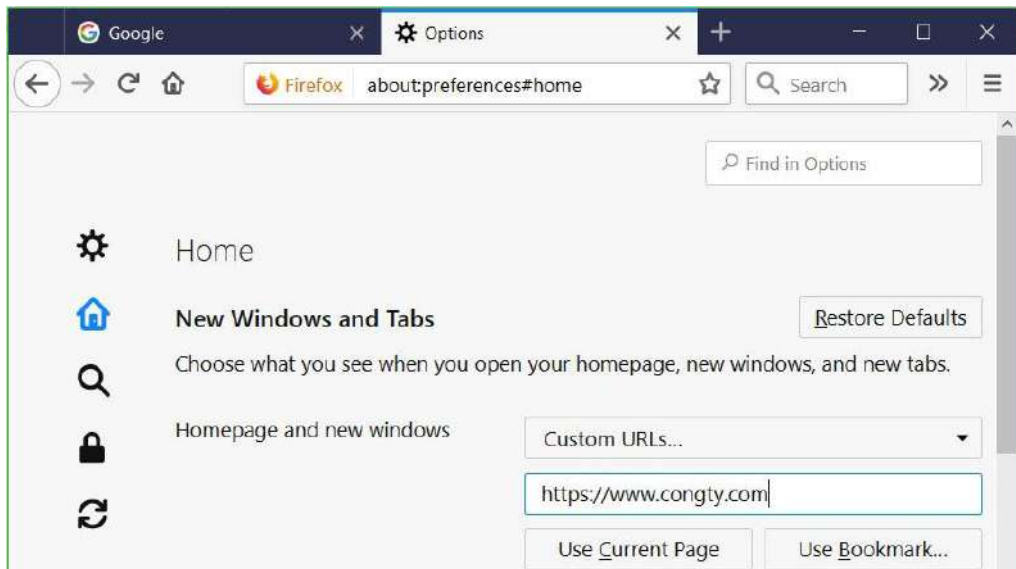 Google
Options
Firefox about:preferences#home
Search
Find in Options
Home
New Windows and Tabs
Restore Defaults
Choose what you see when you open your homepage, new windows, and new tabs.
Homepage and new windows
Custom URLs...
https://www.congty.com
Use Current Page
Use Bookmark...